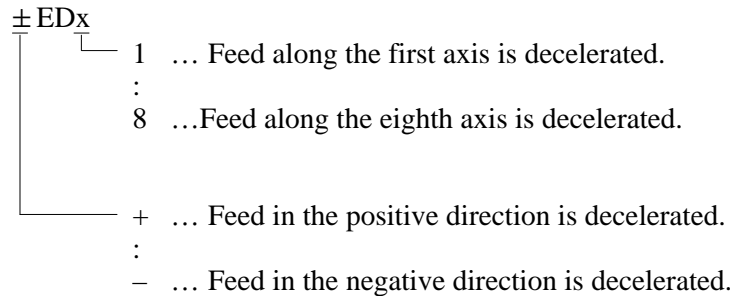 ±EDx
1 … Feed along the first axis is decelerated.
:
8 …Feed along the eighth axis is decelerated.
+ … Feed in the positive direction is decelerated.
:
– … Feed in the negative direction is decelerated.